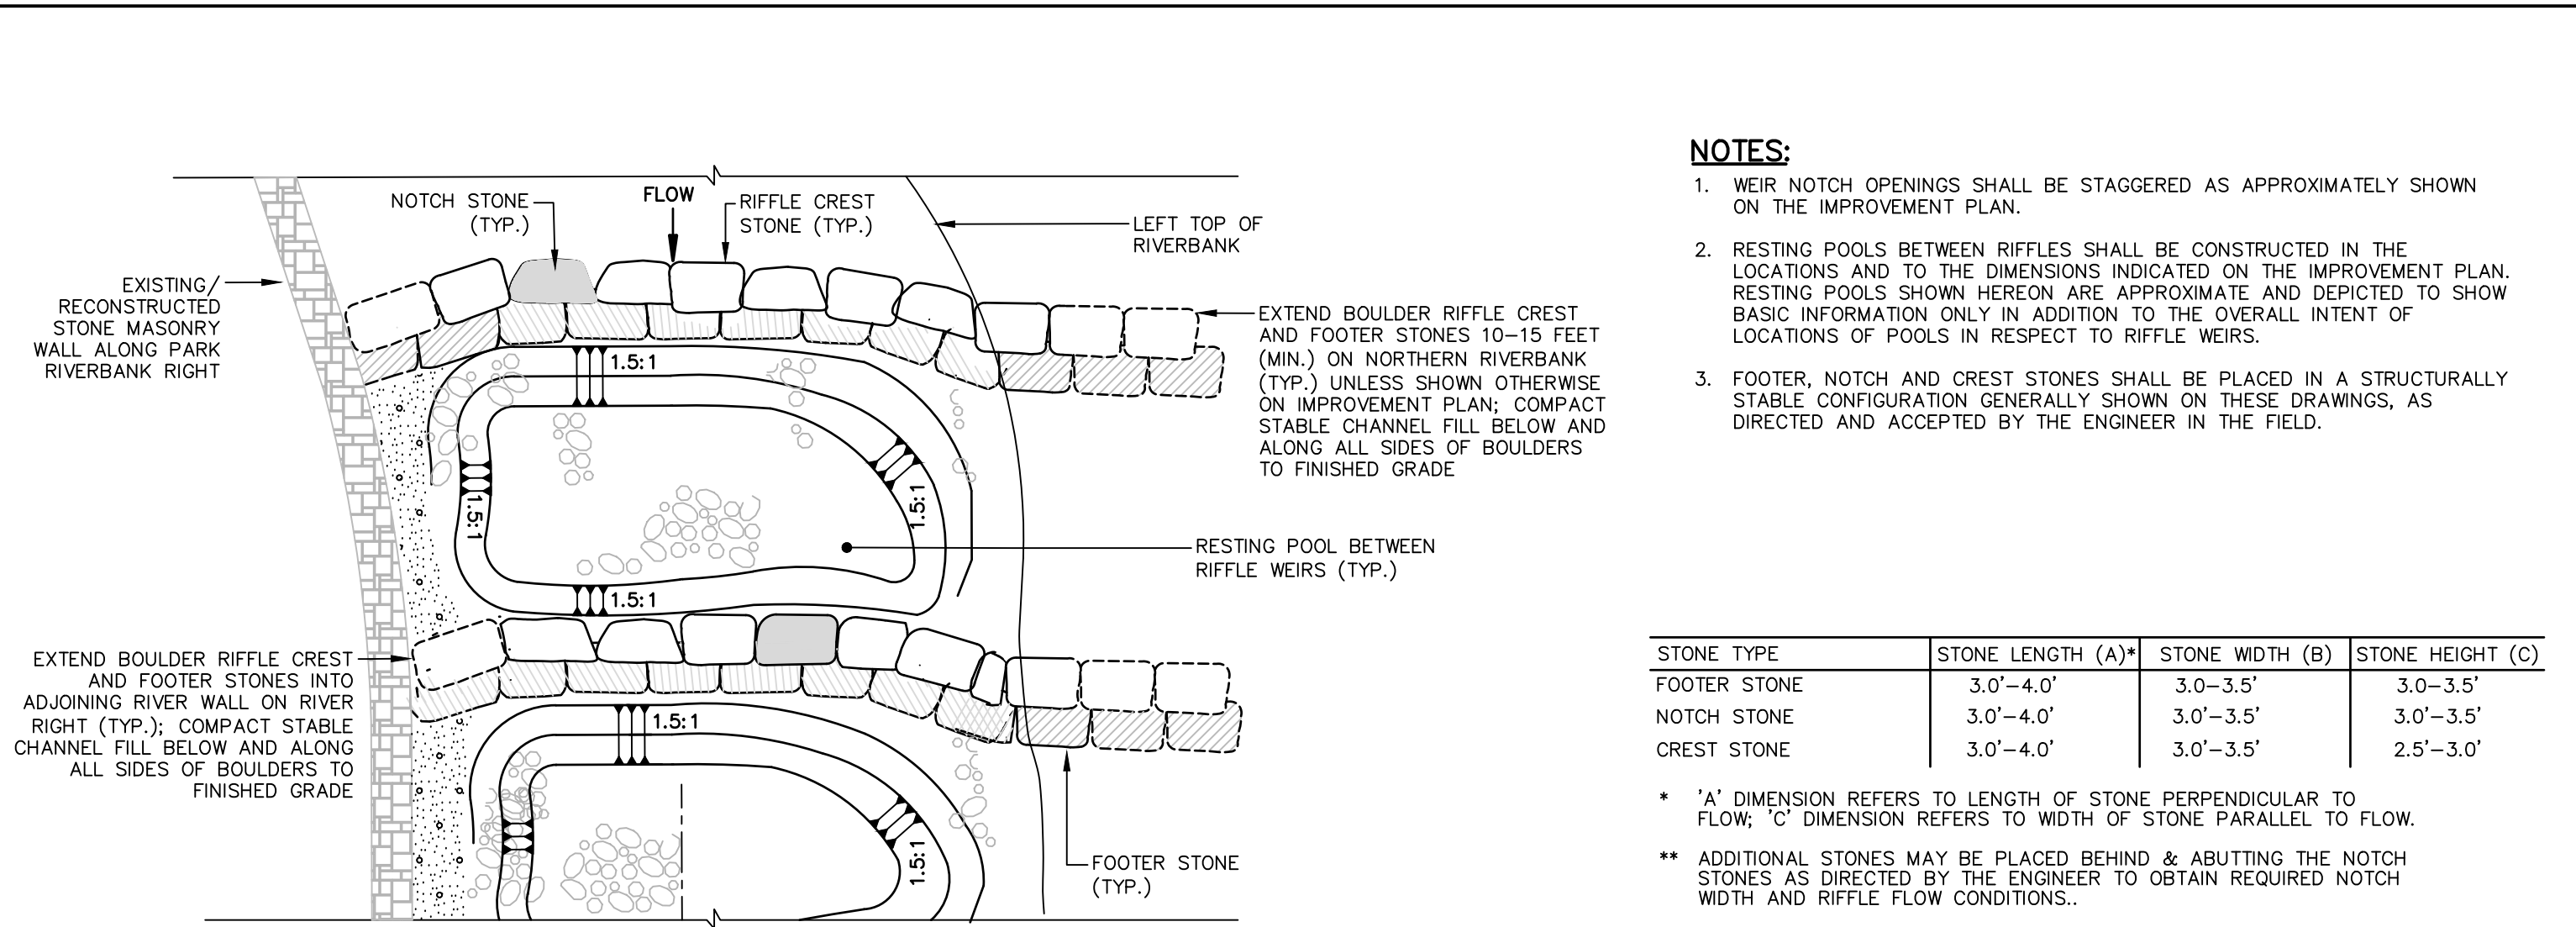 NOTCH STONE
(TYP.)
FLOW
RIFFLE CREST
STONE (TYP.)
LEFT TOP OF
RIVERBANK
EXISTING/
RECONSTRUCTED
STONE MASONRY
WALL ALONG PARK
RIVERBANK RIGHT
EXTEND BOULDER RIFFLE CREST
AND FOOTER STONES 10–15 FEET
(MIN.) ON NORTHERN RIVERBANK
(TYP.) UNLESS SHOWN OTHERWISE
ON IMPROVEMENT PLAN; COMPACT
STABLE CHANNEL FILL BELOW AND
ALONG ALL SIDES OF BOULDERS
TO FINISHED GRADE
1.5:1
1.5:1
1.5:1
1.5:1
RESTING POOL BETWEEN
RIFFLE WEIRS (TYP.)
EXTEND BOULDER RIFFLE CREST
AND FOOTER STONES INTO
ADJOINING RIVER WALL ON RIVER
RIGHT (TYP.); COMPACT STABLE
CHANNEL FILL BELOW AND ALONG
ALL SIDES OF BOULDERS TO
FINISHED GRADE
1.5:1
1.5:1
FOOTER STONE
(TYP.)
NOTES:
1. WEIR NOTCH OPENINGS SHALL BE STAGGERED AS APPROXIMATELY SHOWN
ON THE IMPROVEMENT PLAN.
2. RESTING POOLS BETWEEN RIFFLES SHALL BE CONSTRUCTED IN THE
LOCATIONS AND TO THE DIMENSIONS INDICATED ON THE IMPROVEMENT PLAN.
RESTING POOLS SHOWN HEREON ARE APPROXIMATE AND DEPICTED TO SHOW
BASIC INFORMATION ONLY IN ADDITION TO THE OVERALL INTENT OF
LOCATIONS OF POOLS IN RESPECT TO RIFFLE WEIRS.
3. FOOTER, NOTCH AND CREST STONES SHALL BE PLACED IN A STRUCTURALLY
STABLE CONFIGURATION GENERALLY SHOWN ON THESE DRAWINGS, AS
DIRECTED AND ACCEPTED BY THE ENGINEER IN THE FIELD.
STONE TYPE STONE LENGTH (A)* STONE WIDTH (B) STONE HEIGHT (C)
FOOTER STONE 3.0'–4.0' 3.0–3.5' 3.0–3.5'
NOTCH STONE 3.0'–4.0' 3.0'–3.5' 3.0'–3.5'
CREST STONE 3.0'–4.0' 3.0'–3.5' 2.5'–3.0'
* 'A' DIMENSION REFERS TO LENGTH OF STONE PERPENDICULAR TO
FLOW; 'C' DIMENSION REFERS TO WIDTH OF STONE PARALLEL TO FLOW.
** ADDITIONAL STONES MAY BE PLACED BEHIND & ABUTTING THE NOTCH
STONES AS DIRECTED BY THE ENGINEER TO OBTAIN REQUIRED NOTCH
WIDTH AND RIFFLE FLOW CONDITIONS..